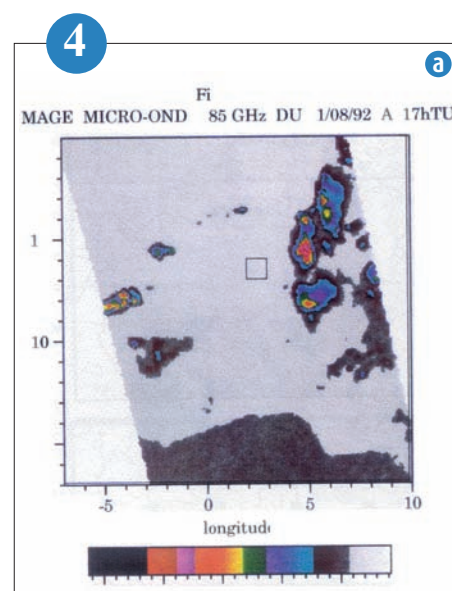 4
a
Fi
MAGE MICRO-OND 85 GHz DU 1/08/92 A 17hTU
1
10
-5 0 5 10
longitud